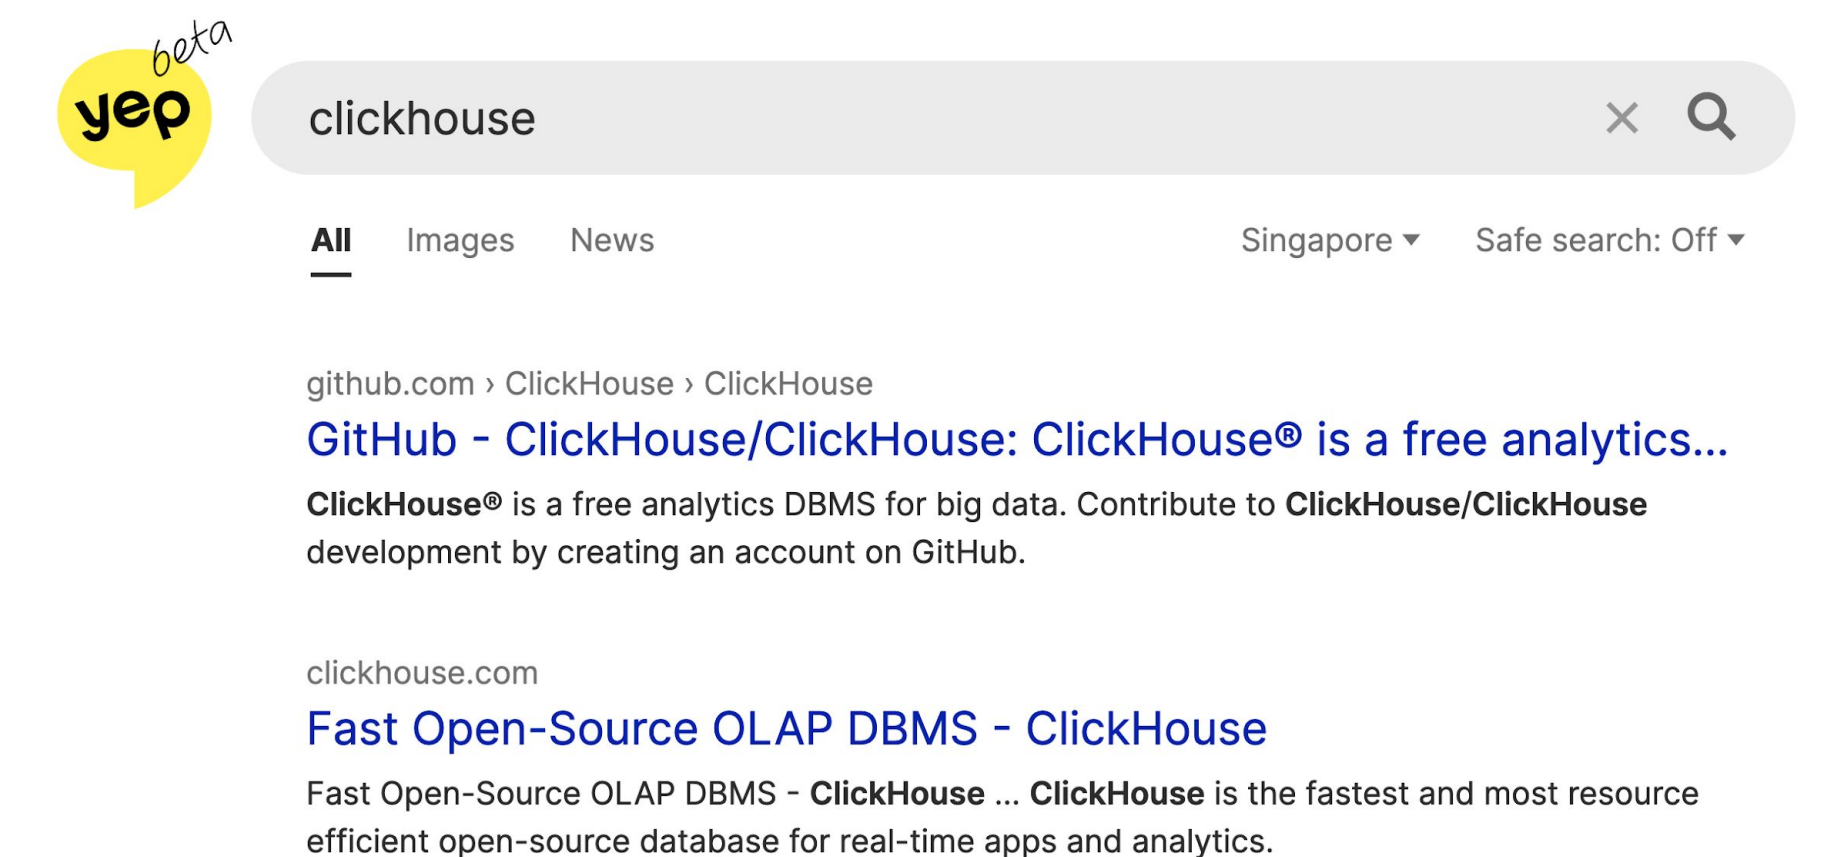 beta
yep
clickhouse
All Images News Singapore Safe search: Off
github.com › ClickHouse › ClickHouse
GitHub - ClickHouse/ClickHouse: ClickHouse® is a free analytics...
ClickHouse® is a free analytics DBMS for big data. Contribute to ClickHouse/ClickHouse
development by creating an account on GitHub.
clickhouse.com
Fast Open-Source OLAP DBMS - ClickHouse
Fast Open-Source OLAP DBMS - ClickHouse ... ClickHouse is the fastest and most resource
efficient open-source database for real-time apps and analytics.